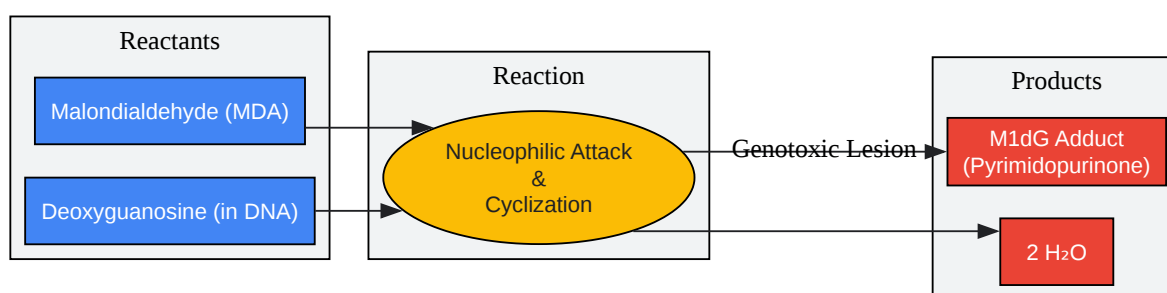 Reactants
Malondialdehyde (MDA)
Deoxyguanosine (in DNA)
Reaction
Nucleophilic Attack
&
Cyclization
Genotoxic Lesion
Products
M1dG Adduct
(Pyrimidopurinone)
2 H₂O